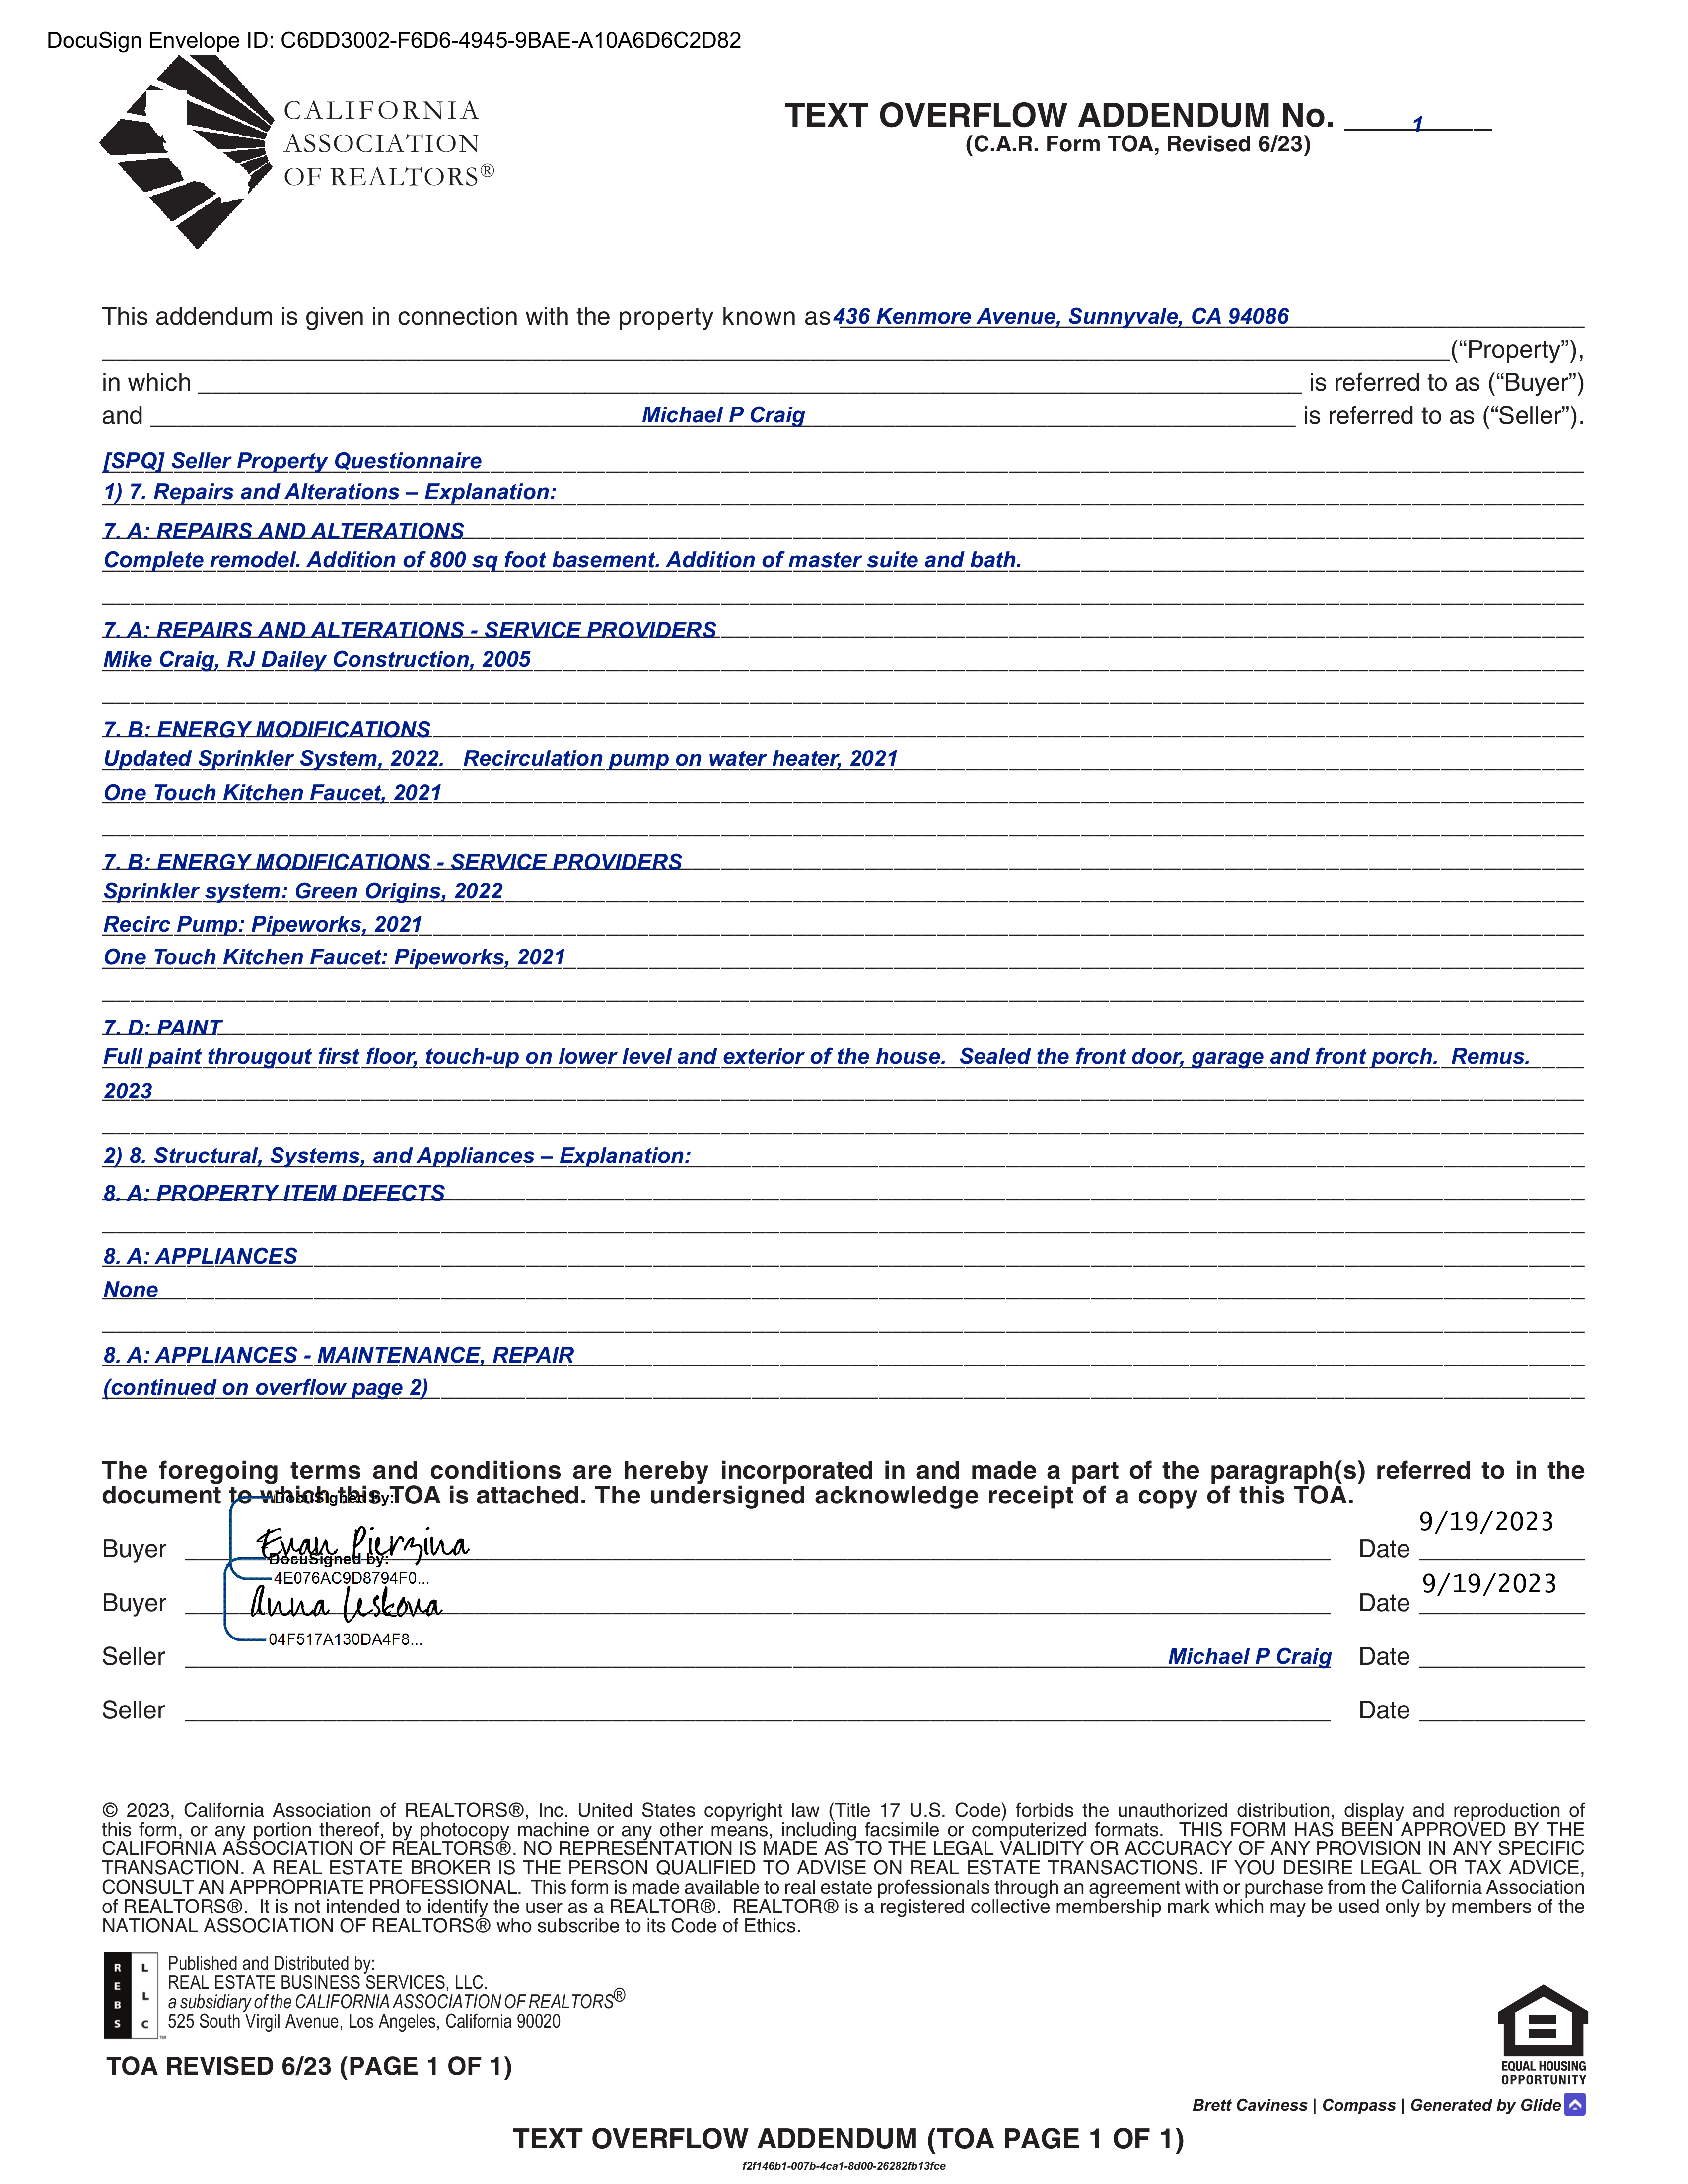 DocuSign Envelope ID: C6DD3002-F6D6-4945-9BAE-A10A6D6C2D82
CALIFORNIA
ASSOCIATION
OF REALTORS®
TEXT OVERFLOW ADDENDUM No. 1
(C.A.R. Form TOA, Revised 6/23)
This addendum is given in connection with the property known as 436 Kenmore Avenue, Sunnyvale, CA 94086
(“Property”),
in which is referred to as (“Buyer”)
and Michael P Craig is referred to as (“Seller”).
[SPQ] Seller Property Questionnaire
1) 7. Repairs and Alterations – Explanation:
7. A: REPAIRS AND ALTERATIONS
Complete remodel. Addition of 800 sq foot basement. Addition of master suite and bath.
7. A: REPAIRS AND ALTERATIONS - SERVICE PROVIDERS
Mike Craig, RJ Dailey Construction, 2005
7. B: ENERGY MODIFICATIONS
Updated Sprinkler System, 2022. Recirculation pump on water heater, 2021
One Touch Kitchen Faucet, 2021
7. B: ENERGY MODIFICATIONS - SERVICE PROVIDERS
Sprinkler system: Green Origins, 2022
Recirc Pump: Pipeworks, 2021
One Touch Kitchen Faucet: Pipeworks, 2021
7. D: PAINT
Full paint througout first floor, touch-up on lower level and exterior of the house. Sealed the front door, garage and front porch. Remus.
2023
2) 8. Structural, Systems, and Appliances – Explanation:
8. A: PROPERTY ITEM DEFECTS
8. A: APPLIANCES
None
8. A: APPLIANCES - MAINTENANCE, REPAIR
(continued on overflow page 2)
The foregoing terms and conditions are hereby incorporated in and made a part of the paragraph(s) referred to in the
document to which this TOA is attached. The undersigned acknowledge receipt of a copy of this TOA.
DocuSigned by:
Buyer Evan Pierzina Date 9/19/2023
DocuSigned by:
4E076AC9D8794F0...
Buyer Anna Leskova Date 9/19/2023
04F517A130DA4F8...
Seller Michael P Craig Date
Seller Date
© 2023, California Association of REALTORS®, Inc. United States copyright law (Title 17 U.S. Code) forbids the unauthorized distribution, display and reproduction of
this form, or any portion thereof, by photocopy machine or any other means, including facsimile or computerized formats. THIS FORM HAS BEEN APPROVED BY THE
CALIFORNIA ASSOCIATION OF REALTORS®. NO REPRESENTATION IS MADE AS TO THE LEGAL VALIDITY OR ACCURACY OF ANY PROVISION IN ANY SPECIFIC
TRANSACTION. A REAL ESTATE BROKER IS THE PERSON QUALIFIED TO ADVISE ON REAL ESTATE TRANSACTIONS. IF YOU DESIRE LEGAL OR TAX ADVICE,
CONSULT AN APPROPRIATE PROFESSIONAL. This form is made available to real estate professionals through an agreement with or purchase from the California Association
of REALTORS®. It is not intended to identify the user as a REALTOR®. REALTOR® is a registered collective membership mark which may be used only by members of the
NATIONAL ASSOCIATION OF REALTORS® who subscribe to its Code of Ethics.
R E B S L L C ™
Published and Distributed by:
REAL ESTATE BUSINESS SERVICES, LLC.
a subsidiary of the CALIFORNIA ASSOCIATION OF REALTORS®
525 South Virgil Avenue, Los Angeles, California 90020
TOA REVISED 6/23 (PAGE 1 OF 1)
EQUAL HOUSING
OPPORTUNITY
Brett Caviness | Compass | Generated by Glide
TEXT OVERFLOW ADDENDUM (TOA PAGE 1 OF 1)
f2f146b1-007b-4ca1-8d00-26282fb13fce